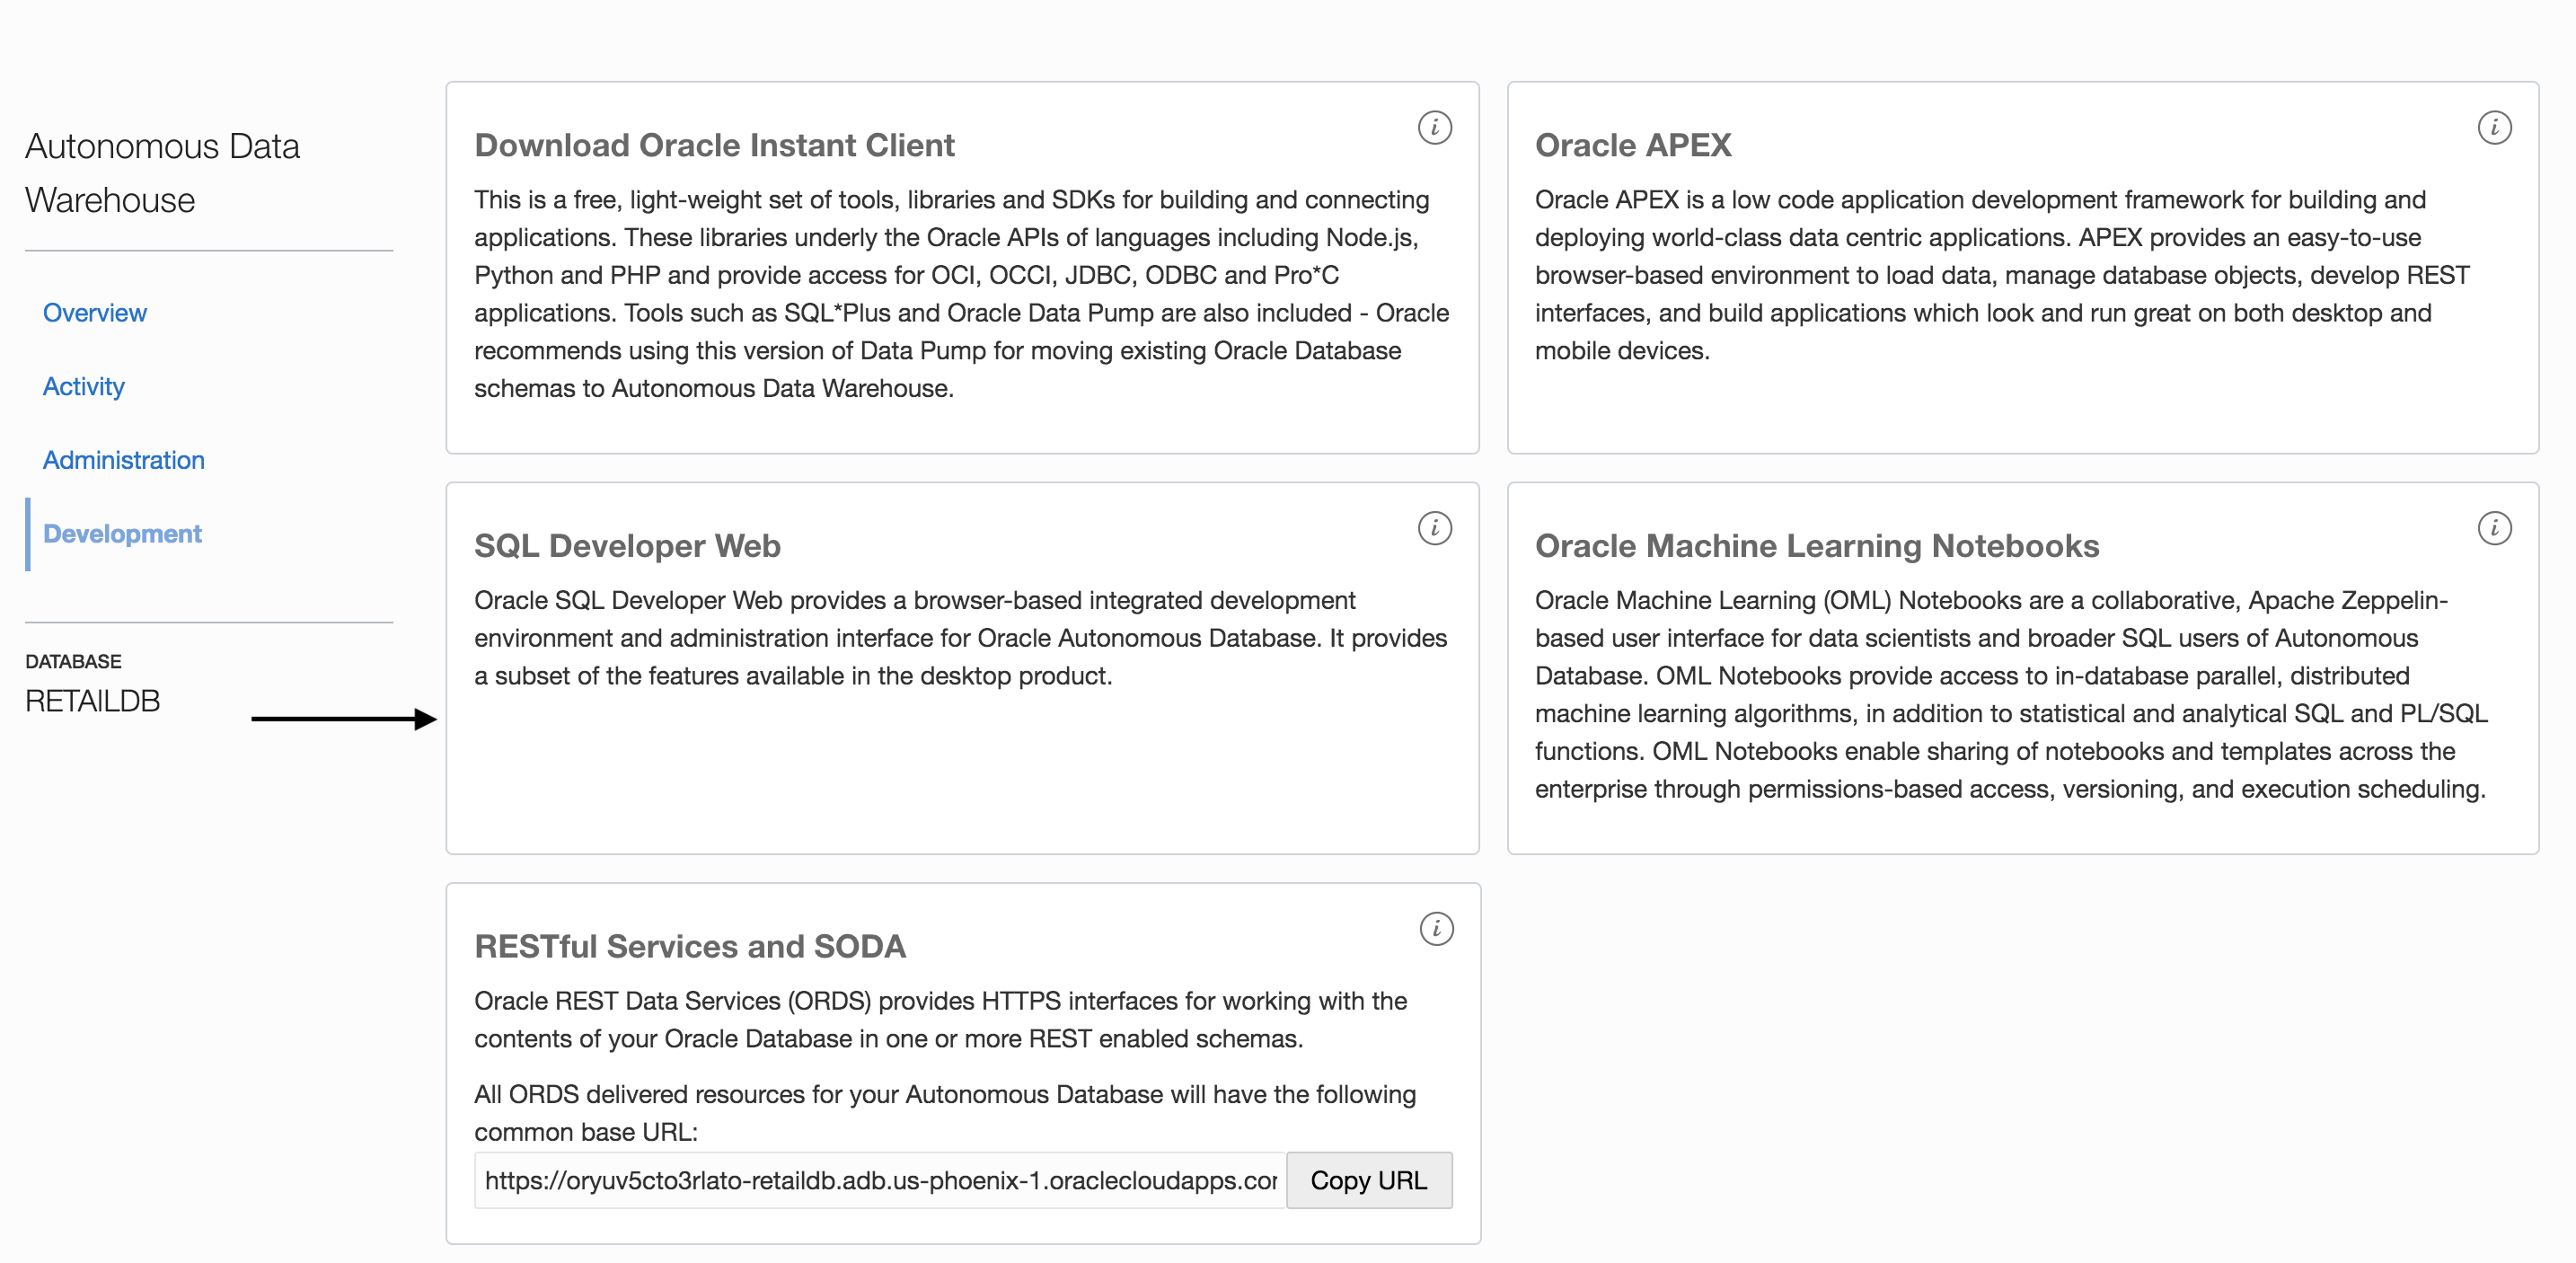 Autonomous Data
Warehouse
Overview
Activity
Administration
Development
DATABASE
RETAILDB
Download Oracle Instant Client
This is a free, light-weight set of tools, libraries and SDKs for building and connecting
applications. These libraries underly the Oracle APIs of languages including Node.js,
Python and PHP and provide access for OCI, OCCI, JDBC, ODBC and Pro*C
applications. Tools such as SQL*Plus and Oracle Data Pump are also included - Oracle
recommends using this version of Data Pump for moving existing Oracle Database
schemas to Autonomous Data Warehouse.
Oracle APEX
Oracle APEX is a low code application development framework for building and
deploying world-class data centric applications. APEX provides an easy-to-use
browser-based environment to load data, manage database objects, develop REST
interfaces, and build applications which look and run great on both desktop and
mobile devices.
SQL Developer Web
Oracle SQL Developer Web provides a browser-based integrated development
environment and administration interface for Oracle Autonomous Database. It provides
a subset of the features available in the desktop product.
Oracle Machine Learning Notebooks
Oracle Machine Learning (OML) Notebooks are a collaborative, Apache Zeppelin-
based user interface for data scientists and broader SQL users of Autonomous
Database. OML Notebooks provide access to in-database parallel, distributed
machine learning algorithms, in addition to statistical and analytical SQL and PL/SQL
functions. OML Notebooks enable sharing of notebooks and templates across the
enterprise through permissions-based access, versioning, and execution scheduling.
RESTful Services and SODA
Oracle REST Data Services (ORDS) provides HTTPS interfaces for working with the
contents of your Oracle Database in one or more REST enabled schemas.
All ORDS delivered resources for your Autonomous Database will have the following
common base URL:
https://oryuv5cto3rlato-retaildb.adb.us-phoenix-1.oraclecloudapps.cor
Copy URL